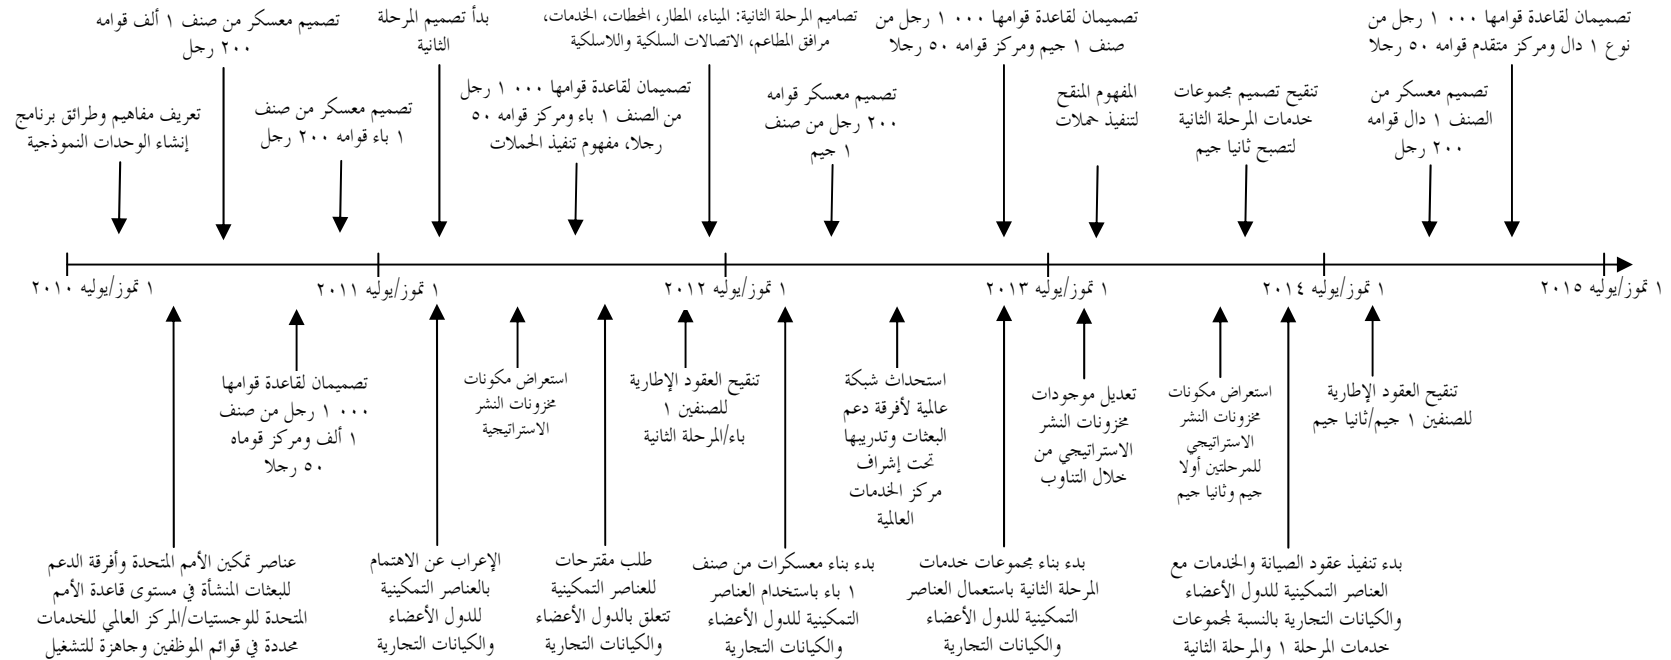 تعريف مفاهيم وطرائق برنامج
إنشاء الوحدات النموذجية
تصميم معسكر من صنف ١ ألف قوامه
٢٠٠ رجل
تصميم معسكر من صنف
١ باء قوامه ٢٠٠ رجل
بدأ تصميم المرحلة
الثانية
تصميمان لقاعدة قوامها ٠٠٠ ١ رجل
من الصنف ١ باء ومركز قوامه ٥٠
رجلا، مفهوم تنفيذ الحملات
تصاميم المرحلة الثانية: الميناء، المطار، المحطات، الخدمات،
مرافق المطاعم، الاتصالات السلكية واللاسلكية
تصميم معسكر قوامه
٢٠٠ رجل من صنف
١ جيم
تصميمان لقاعدة قوامها ٠٠٠ ١ رجل من
صنف ١ جيم ومركز قوامه ٥٠ رجلا
المفهوم المنقح
لتنفيذ حملات
تنقيح تصميم مجموعات
خدمات المرحلة الثانية
لتصبح ثانيا جيم
تصميم معسكر من
الصنف ١ دال قوامه
٢٠٠ رجل
تصميمان لقاعدة قوامها ٠٠٠ ١ رجل من
نوع ١ دال ومركز متقدم قوامه ٥٠ رجلا
١ تموز/يوليه ٢٠١٠
١ تموز/يوليه ٢٠١١
١ تموز/يوليه ٢٠١٢
١ تموز/يوليه ٢٠١٣
١ تموز/يوليه ٢٠١٤
١ تموز/يوليه ٢٠١٥
عناصر تمكين الأمم المتحدة وأفرقة الدعم
للبعثات المنشأة في مستوى قاعدة الأمم
المتحدة للوجستيات/المركز العالمي للخدمات
محددة في قوائم الموظفين وجاهزة للتشغيل
تصميمان لقاعدة قوامها
٠٠٠ ١ رجل من صنف
١ ألف ومركز قوماه
٥٠ رجلا
الإعراب عن الاهتمام
بالعناصر التمكينية
للدول الأعضاء
والكيانات التجارية
استعراض مكونات
مخزونات النشر
الاستراتيجية
طلب مقترحات
للعناصر التمكينية
تتعلق بالدول الأعضاء
والكيانات التجارية
تنقيح العقود الإطارية
للصنفين ١
باء/المرحلة الثانية
بدء بناء معسكرات من صنف
١ باء باستخدام العناصر
التمكينية للدول الأعضاء
والكيانات التجارية
استحداث شبكة
عالمية لأفرقة دعم
البعثات وتدريبها
تحت إشراف
مركز الخدمات
العالمية
بدء بناء مجموعات خدمات
المرحلة الثانية باستعمال العناصر
التمكينية للدول الأعضاء
والكيانات التجارية
تعديل موجودات
مخزونات النشر
الاستراتيجي من
خلال التناوب
استعراض مكونات
مخزونات النشر
الاستراتيجي
للمرحلتين أولا
جيم وثانيا جيم
بدء تنفيذ عقود الصيانة والخدمات مع
العناصر التمكينية للدول الأعضاء
والكيانات التجارية بالنسبة لمجموعات
خدمات المرحلة ١ والمرحلة الثانية
تنقيح العقود الإطارية
للصنفين ١ جيم/ثانيا جيم